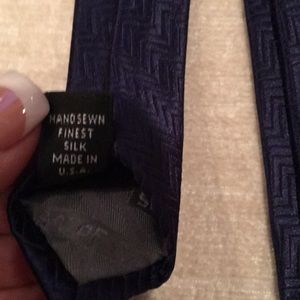 HANDSEWN
FINEST
SILK
MADE IN
U.S.A.